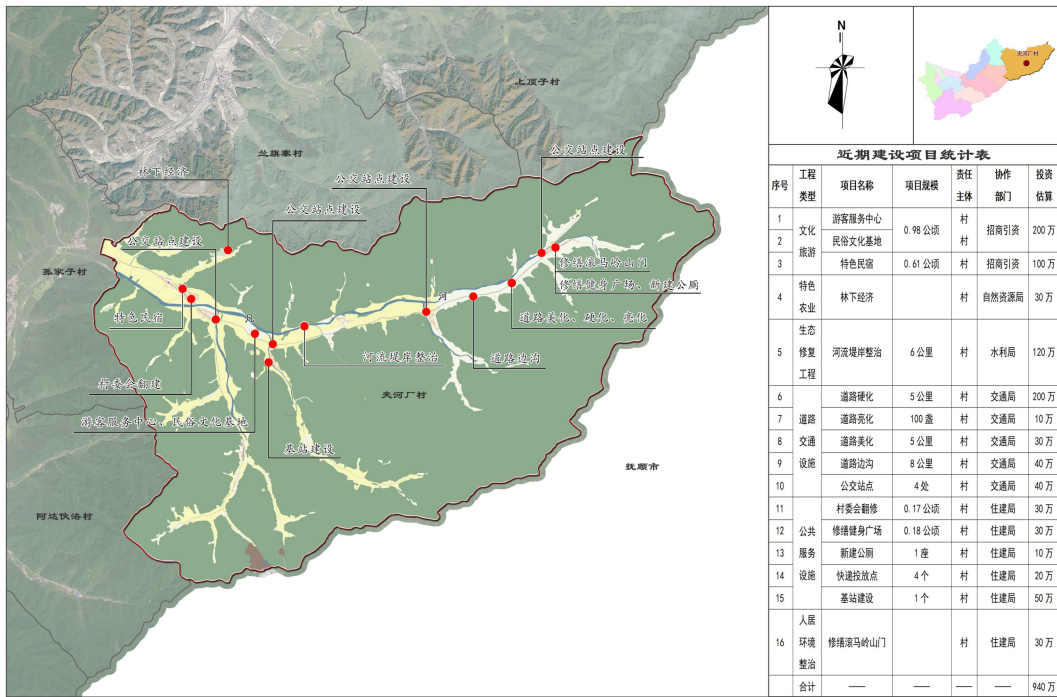 上顶子村
兰旗寨村
公交站点建设
林下经济
公交站点建设
公交站点建设
公交站点建设
孤家子村
修缮滚马岭山门
修缮健身广场、新建公厕
河
特色民宿
丹
道路美化、硬化、亮化
河流堤岸整治
道路边沟
村委会翻建
夹河厂村
游客服务中心、民俗文化基地
基站建设
抚顺市
阿达伙洛村
N
夹河厂村
近期建设项目统计表
序号 工程类型 项目名称 项目规模 责任主体 协作部门 投资估算
1 文化旅游 游客服务中心 0.98 公顷 村 招商引资 200 万
2 民俗文化基地 村
3 特色民宿 0.61 公顷 村 招商引资 100 万
4 特色农业 林下经济 村 自然资源局 30 万
5 生态修复工程 河流堤岸整治 6 公里 村 水利局 120 万
6 道路交通设施 道路硬化 5 公里 村 交通局 200 万
7 道路亮化 100 盏 村 交通局 10 万
8 道路美化 5 公里 村 交通局 30 万
9 道路边沟 8 公里 村 交通局 40 万
10 公交站点 4 处 村 交通局 40 万
11 公共服务设施 村委会翻修 0.17 公顷 村 住建局 30 万
12 修缮健身广场 0.18 公顷 村 住建局 30 万
13 新建公厕 1 座 村 住建局 10 万
14 快递投放点 4 个 村 住建局 20 万
15 基站建设 1 个 村 住建局 50 万
16 人居环境整治 修缮滚马岭山门 村 住建局 30 万
合计 —— —— —— —— 940 万